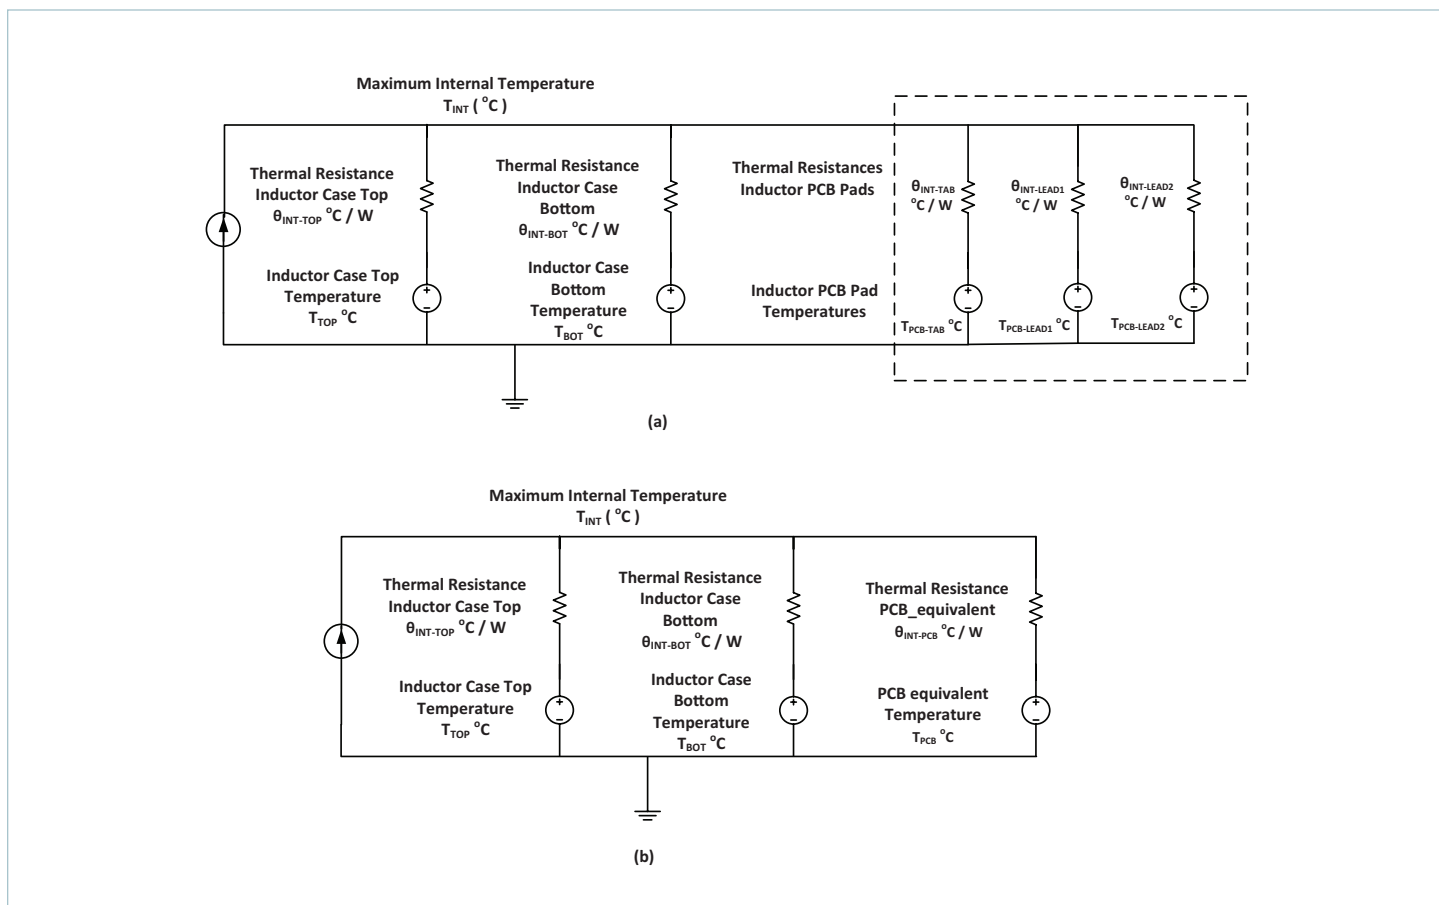 Maximum Internal Temperature
T_INT ( °C )
Thermal Resistance
Inductor Case Top
θ_INT-TOP °C / W
Inductor Case Top
Temperature
T_TOP °C
Thermal Resistance
Inductor Case
Bottom
θ_INT-BOT °C / W
Inductor Case
Bottom
Temperature
T_BOT °C
Thermal Resistances
Inductor PCB Pads
Inductor PCB Pad
Temperatures
θ_INT-TAB
°C / W
θ_INT-LEAD1
°C / W
θ_INT-LEAD2
°C / W
T_PCB-TAB °C
T_PCB-LEAD1 °C
T_PCB-LEAD2 °C
+
−
+
−
+
−
+
−
+
−
(a)
Maximum Internal Temperature
T_INT ( °C )
Thermal Resistance
Inductor Case Top
θ_INT-TOP °C / W
Inductor Case Top
Temperature
T_TOP °C
Thermal Resistance
Inductor Case
Bottom
θ_INT-BOT °C / W
Inductor Case
Bottom
Temperature
T_BOT °C
Thermal Resistance
PCB_equivalent
θ_INT-PCB °C / W
PCB equivalent
Temperature
T_PCB °C
+
−
+
−
+
−
(b)